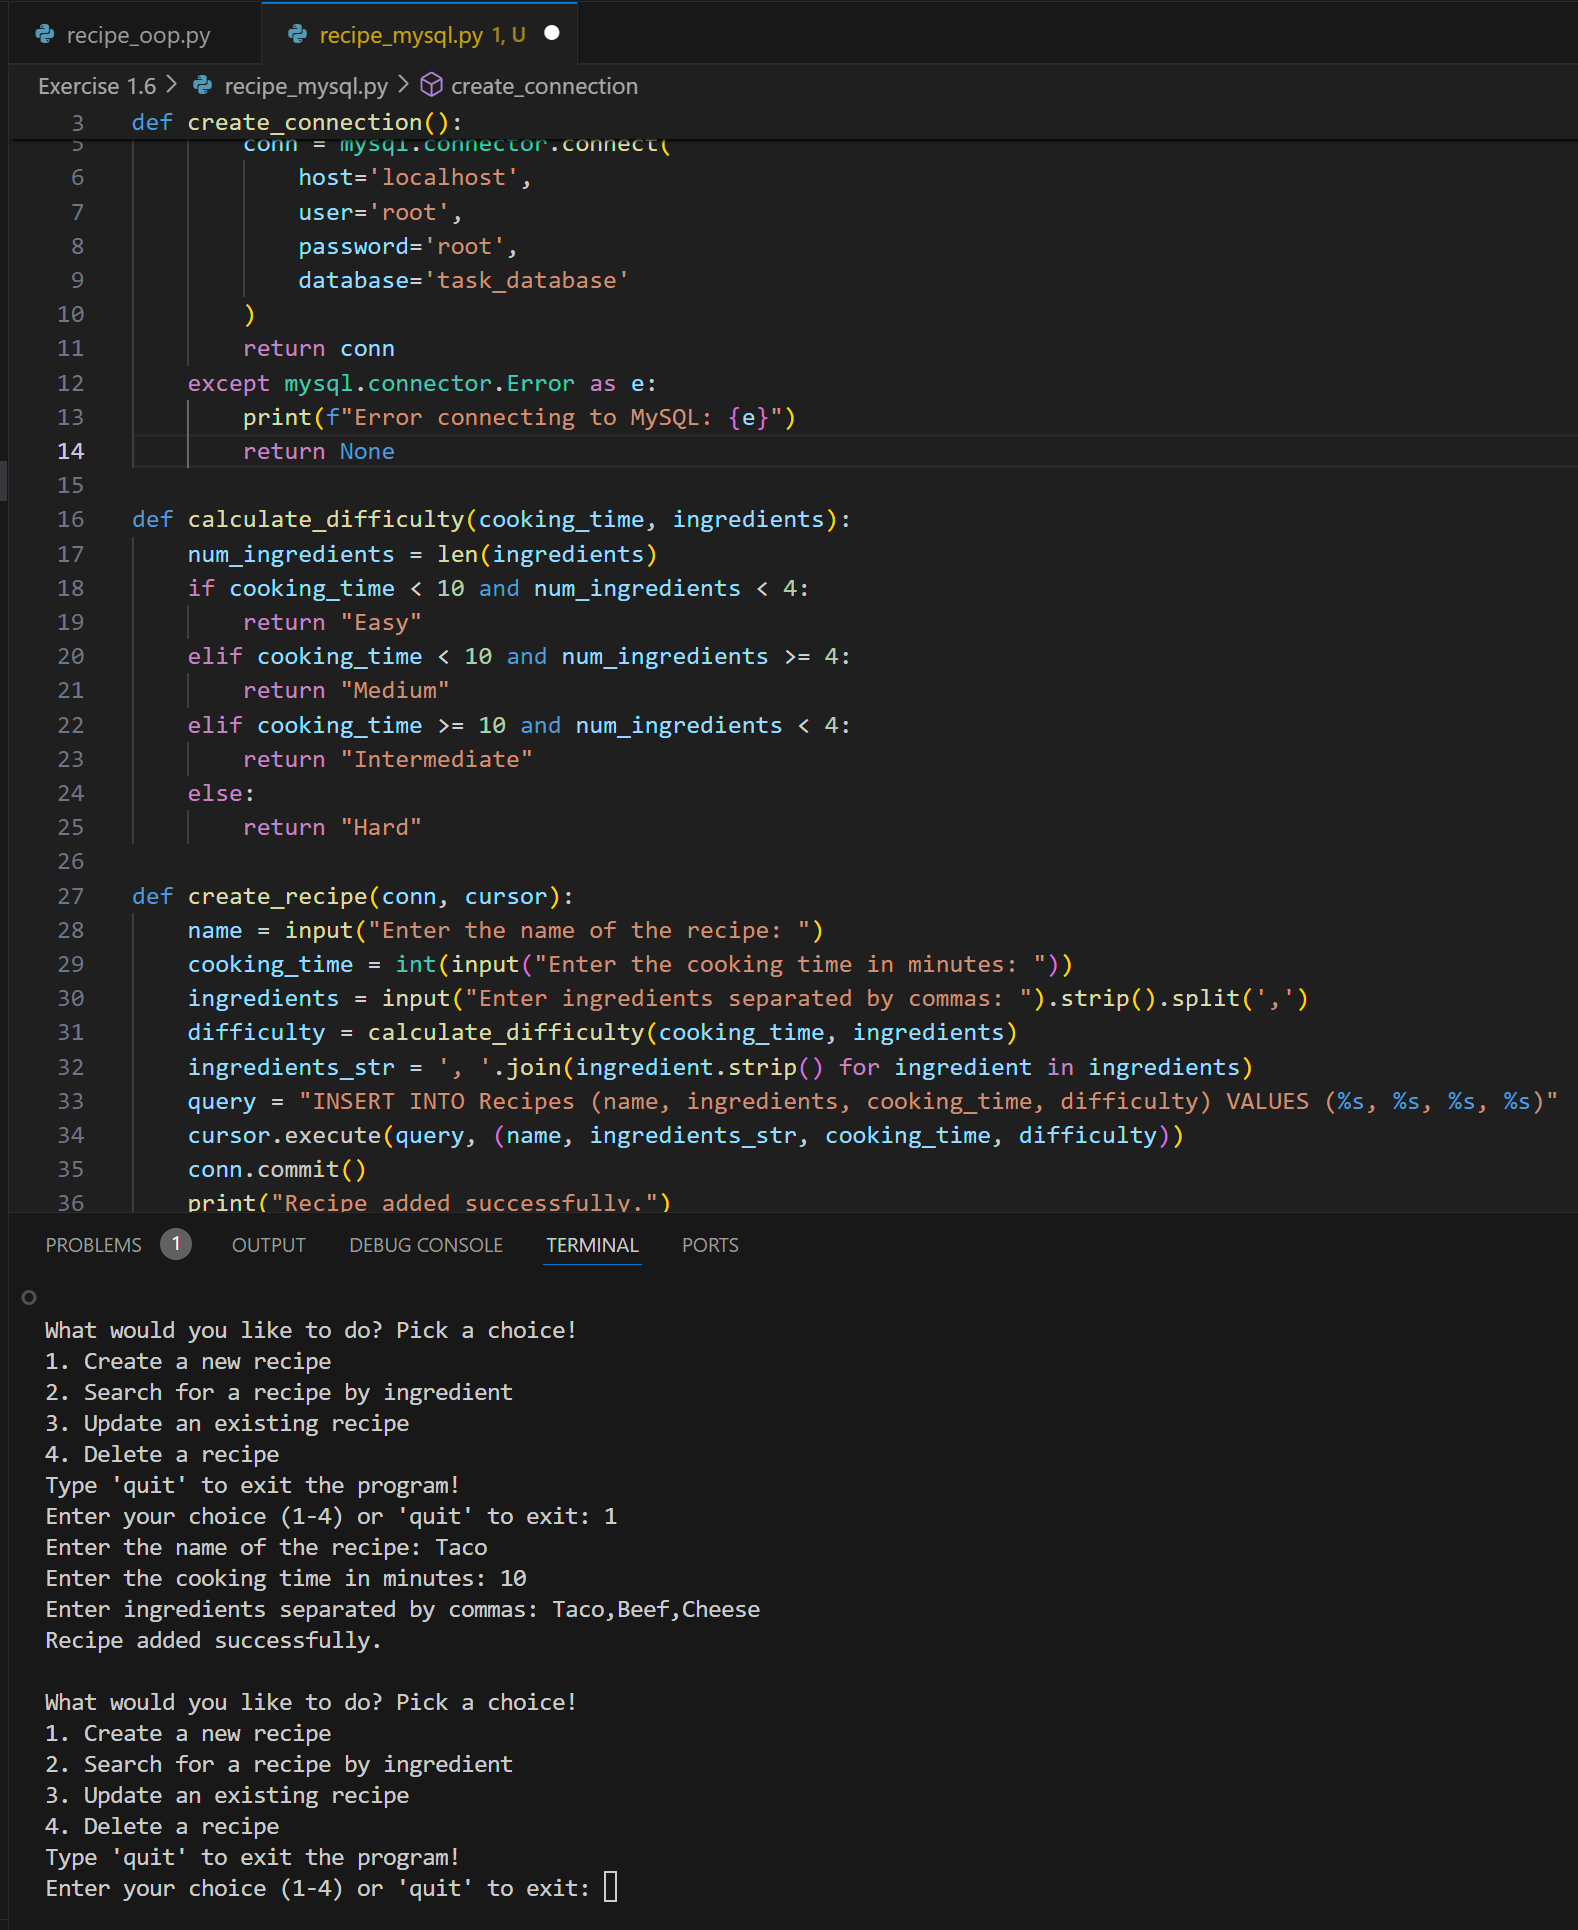 recipe_oop.py
recipe_mysql.py 1, U
Exercise 1.6 > recipe_mysql.py > create_connection
3 def create_connection():
5 conn = mysql.connector.connect(
6 host='localhost',
7 user='root',
8 password='root',
9 database='task_database'
10 )
11 return conn
12 except mysql.connector.Error as e:
13 print(f"Error connecting to MySQL: {e}")
14 return None
15
16 def calculate_difficulty(cooking_time, ingredients):
17 num_ingredients = len(ingredients)
18 if cooking_time < 10 and num_ingredients < 4:
19 return "Easy"
20 elif cooking_time < 10 and num_ingredients >= 4:
21 return "Medium"
22 elif cooking_time >= 10 and num_ingredients < 4:
23 return "Intermediate"
24 else:
25 return "Hard"
26
27 def create_recipe(conn, cursor):
28 name = input("Enter the name of the recipe: ")
29 cooking_time = int(input("Enter the cooking time in minutes: "))
30 ingredients = input("Enter ingredients separated by commas: ").strip().split(',')
31 difficulty = calculate_difficulty(cooking_time, ingredients)
32 ingredients_str = ', '.join(ingredient.strip() for ingredient in ingredients)
33 query = "INSERT INTO Recipes (name, ingredients, cooking_time, difficulty) VALUES (%s, %s, %s, %s)"
34 cursor.execute(query, (name, ingredients_str, cooking_time, difficulty))
35 conn.commit()
36 print("Recipe added successfully.")
PROBLEMS 1 OUTPUT DEBUG CONSOLE TERMINAL PORTS
What would you like to do? Pick a choice!
1. Create a new recipe
2. Search for a recipe by ingredient
3. Update an existing recipe
4. Delete a recipe
Type 'quit' to exit the program!
Enter your choice (1-4) or 'quit' to exit: 1
Enter the name of the recipe: Taco
Enter the cooking time in minutes: 10
Enter ingredients separated by commas: Taco,Beef,Cheese
Recipe added successfully.
What would you like to do? Pick a choice!
1. Create a new recipe
2. Search for a recipe by ingredient
3. Update an existing recipe
4. Delete a recipe
Type 'quit' to exit the program!
Enter your choice (1-4) or 'quit' to exit: